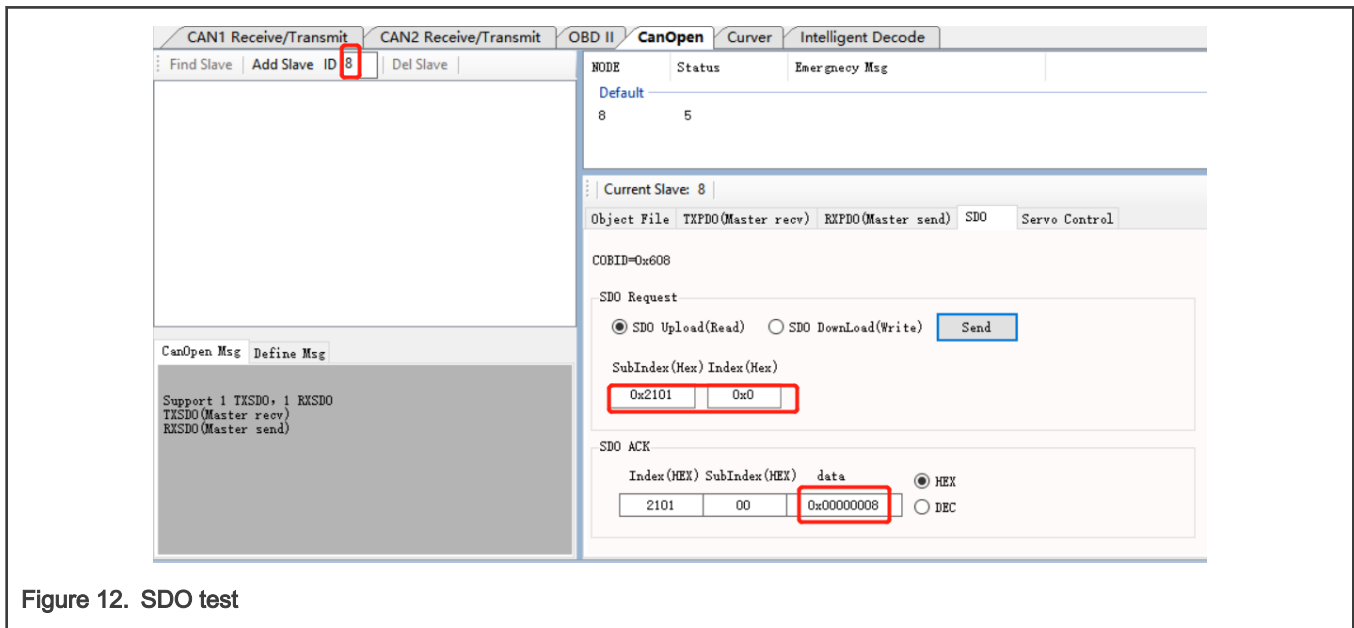 CAN1 Receive/Transmit CAN2 Receive/Transmit OBD II CanOpen Curver Intelligent Decode
Find Slave Add Slave ID 8 Del Slave
NODE Status Emergnecy Msg
Default
8 5
Current Slave: 8
Object File TXPDO(Master recv) RXPDO(Master send) SDO Servo Control
COBID=0x608
SDO Request
SDO Upload(Read) SDO DownLoad(Write) Send
SubIndex(Hex) Index(Hex)
0x2101 0x0
SDO ACK
Index(HEX) SubIndex(HEX) data HEX
2101 00 0x00000008 DEC
CanOpen Msg Define Msg
Support 1 TXSDO, 1 RXSDO
TXSDO(Master recv)
RXSDO(Master send)
Figure 12. SDO test